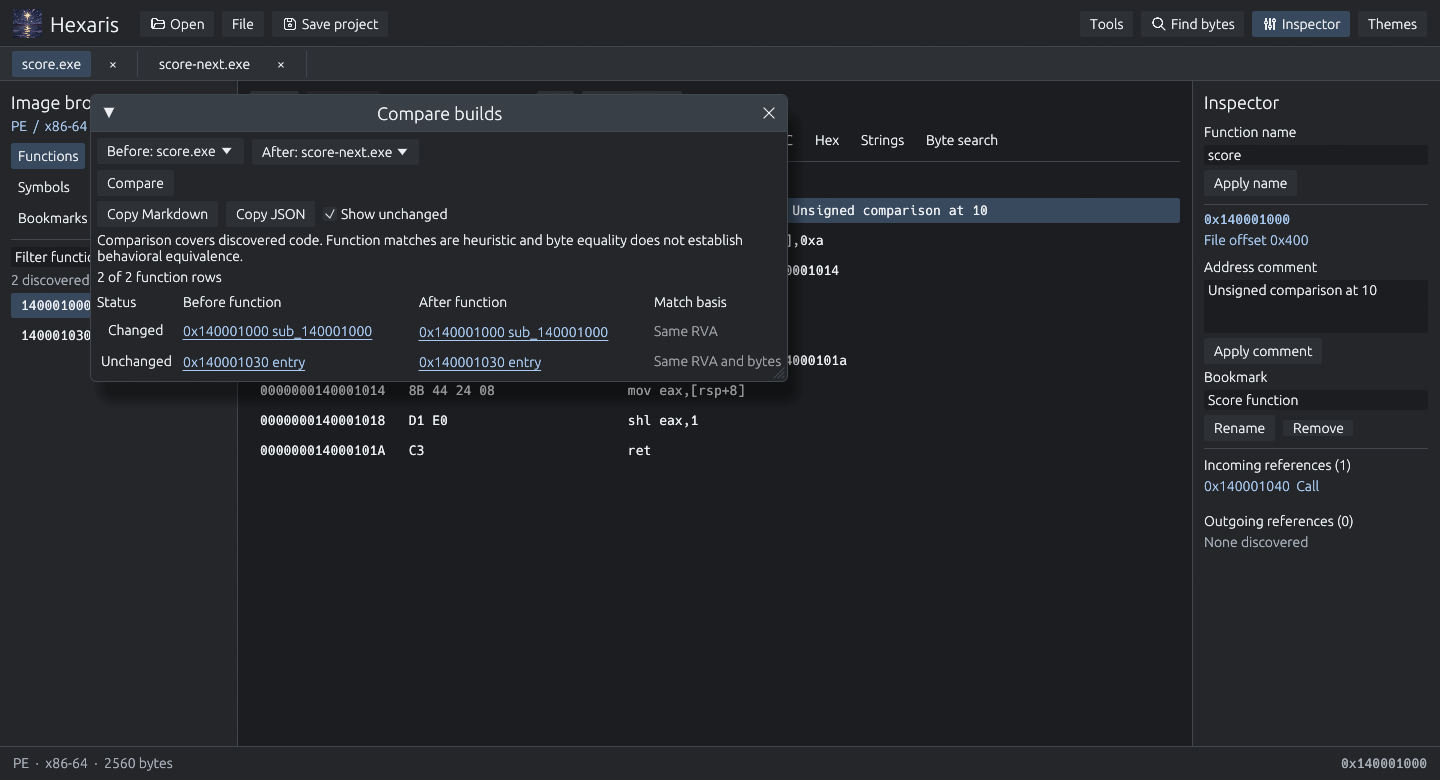 Hexaris Open File Save project Tools Find bytes Inspector Themes
score.exe × score-next.exe ×
Image bro
PE / x86-64
Functions
Symbols
Bookmarks
Filter functio
2 discovered
140001000
140001030
Compare builds
Before: score.exe After: score-next.exe
Compare
Copy Markdown Copy JSON Show unchanged
Comparison covers discovered code. Function matches are heuristic and byte equality does not establish
behavioral equivalence.
2 of 2 function rows
Status Before function After function Match basis
Changed 0x140001000 sub_140001000 0x140001000 sub_140001000 Same RVA
Unchanged 0x140001030 entry 0x140001030 entry Same RVA and bytes
C Hex Strings Byte search
Unsigned comparison at 10
],0xa
0001014
4000101a
0000000140001014 8B 44 24 08 mov eax,[rsp+8]
0000000140001018 D1 E0 shl eax,1
000000014000101A C3 ret
Inspector
Function name
score
Apply name
0x140001000
File offset 0x400
Address comment
Unsigned comparison at 10
Apply comment
Bookmark
Score function
Rename Remove
Incoming references (1)
0x140001040 Call
Outgoing references (0)
None discovered
PE · x86-64 · 2560 bytes 0x140001000